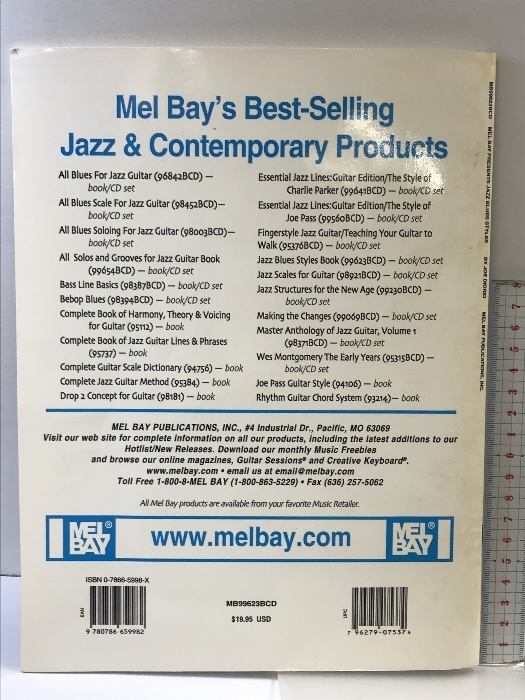 Mel Bay's Best-Selling
Jazz & Contemporary Products
All Blues For Jazz Guitar (96842BCD) —
book/CD set
All Blues Scale For Jazz Guitar (98452BCD)—
book/CD set
All Blues Soloing For Jazz Guitar (98003BCD)—
book/CD set
All Solos and Grooves for Jazz Guitar Book
(99654BCD) — book/CD set
Bass Line Basics (98387BCD) — book/CD set
Bebop Blues (98394BCD) — book/CD set
Complete Book of Harmony, Theory & Voicing
for Guitar (95112) — book
Complete Book of Jazz Guitar Lines & Phrases
(95737) — book
Complete Guitar Scale Dictionary (94756) — book
Complete Jazz Guitar Method (95384) — book
Drop 2 Concept for Guitar (98181) — book
Essential Jazz Lines:Guitar Edition/The Style of
Charlie Parker (99641BCD) — book/CD set
Essential Jazz Lines:Guitar Edition/The Style of
Joe Pass (99560BCD) — book/CD set
Fingerstyle Jazz Guitar/Teaching Your Guitar to
Walk (95376BCD) — book/CD set
Jazz Blues Styles Book (99623BCD) — book/CD set
Jazz Scales for Guitar (98921BCD) — book/CD set
Jazz Structures for the New Age (99230BCD) —
book/CD set
Making the Changes (99069BCD) — book/CD set
Master Anthology of Jazz Guitar, Volume 1
(98371BCD) — book/CD set
Wes Montgomery The Early Years (95315BCD) —
book/CD set
Joe Pass Guitar Style (94106) — book
Rhythm Guitar Chord System (93214)— book
MEL BAY PUBLICATIONS, INC., #4 Industrial Dr., Pacific, MO 63069
Visit our web site for complete information on all our products, including the latest additions to our
Hotlist/New Releases. Download our monthly Music Freebies
and browse our online magazines, Guitar Sessions® and Creative Keyboard®.
www.melbay.com • email us at email@melbay.com
Toll Free 1-800-8-MEL BAY (1-800-863-5229) • Fax (636) 257-5062
All Mel Bay products are available from your favorite Music Retailer.
MEL BAY®
www.melbay.com
MEL BAY®
ISBN 0-7866-5998-X
EAN
9 780786 659982
MB99623BCD
$19.95 USD
UPC
7 96279 07537 4
MB99623BCD MEL BAY PRESENTS JAZZ BLUES STYLES BY JOE DIORIO MEL BAY PUBLICATIONS, INC.